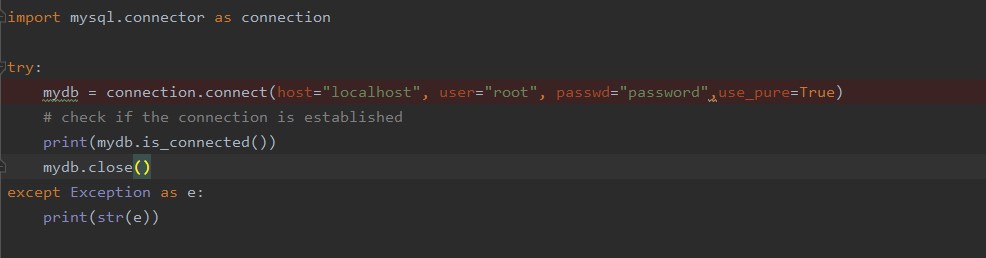 import mysql.connector as connection
try:
mydb = connection.connect(host="localhost", user="root", passwd="password",use_pure=True)
# check if the connection is established
print(mydb.is_connected())
mydb.close()
except Exception as e:
print(str(e))